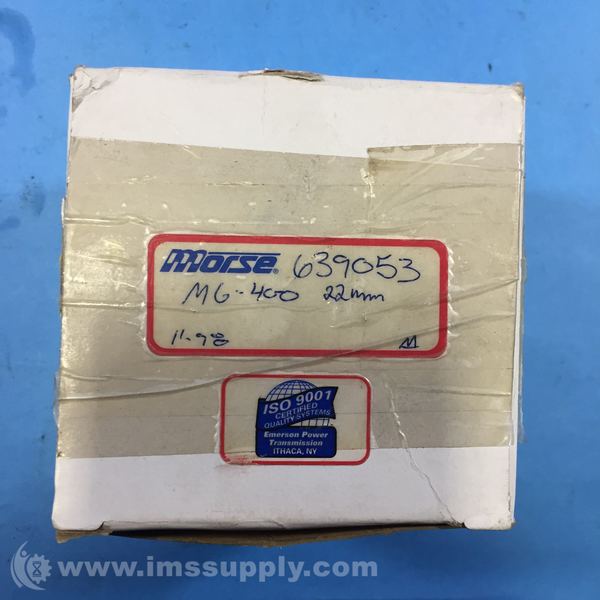 Morse® 639053
MG-400 22mm
11-98 M
ISO 9001
CERTIFIED
QUALITY SYSTEMS
Emerson Power
Transmission
ITHACA, NY
© www.imssupply.com